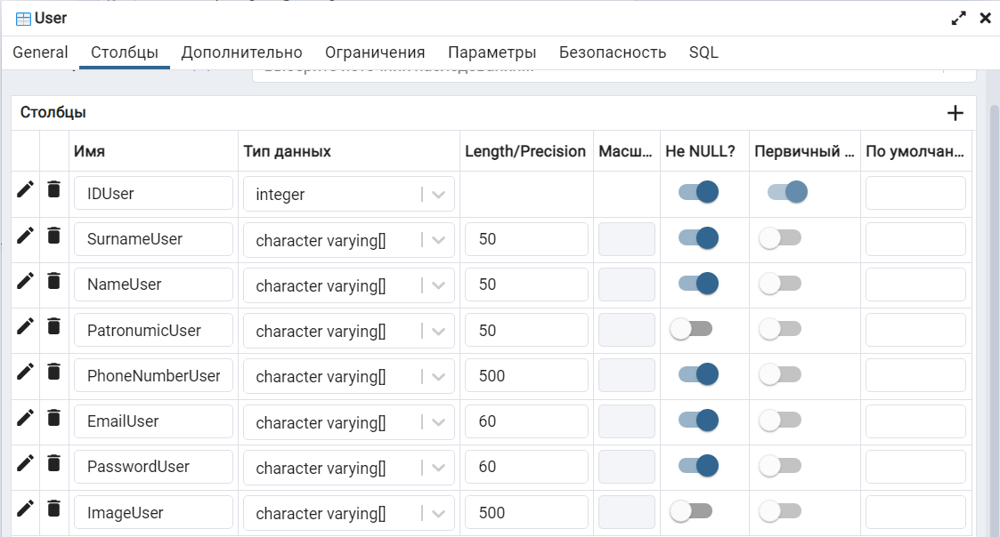 User
General Столбцы Дополнительно Ограничения Параметры Безопасность SQL
Столбцы
Имя Тип данных Length/Precision Масш... Не NULL? Первичный ... По умолчан...
IDUser integer
SurnameUser character varying[] 50
NameUser character varying[] 50
PatronumicUser character varying[] 50
PhoneNumberUser character varying[] 500
EmailUser character varying[] 60
PasswordUser character varying[] 60
ImageUser character varying[] 500